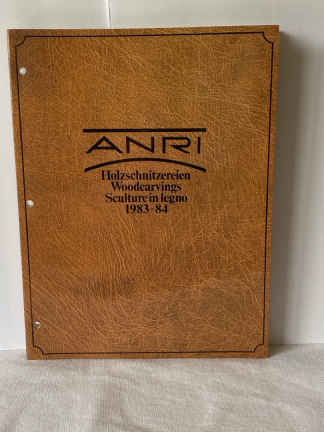 ANRI
Holzschnitzereien
Woodcarvings
Sculture in legno
1983-84